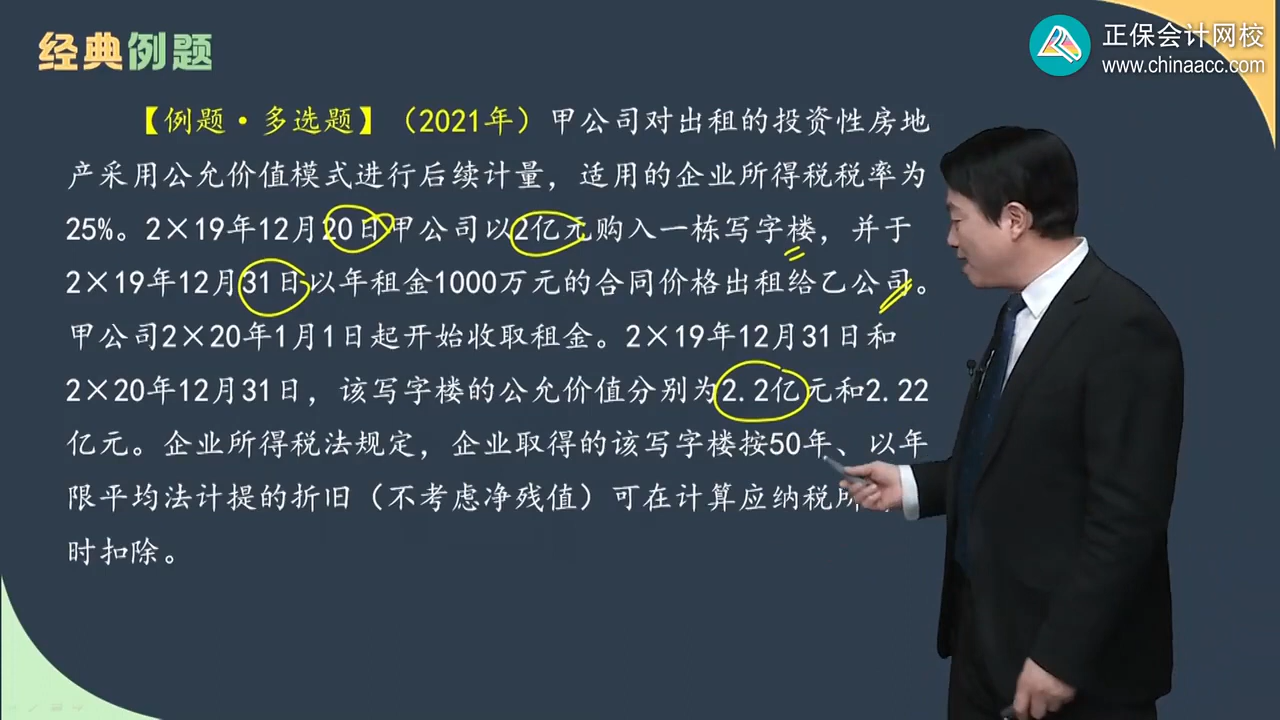 经典例题
正保会计网校
www.chinaacc.com
【例题·多选题】（2021年）甲公司对出租的投资性房地
产采用公允价值模式进行后续计量，适用的企业所得税税率为
25%。2×19年12月20日甲公司以2亿元购入一栋写字楼，并于
2×19年12月31日以年租金1000万元的合同价格出租给乙公司。
甲公司2×20年1月1日起开始收取租金。2×19年12月31日和
2×20年12月31日，该写字楼的公允价值分别为2.2亿元和2.22
亿元。企业所得税法规定，企业取得的该写字楼按50年、以年
限平均法计提的折旧（不考虑净残值）可在计算应纳税所
时扣除。